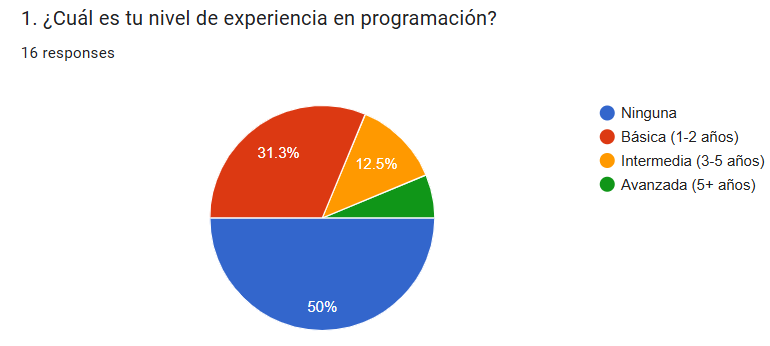 1. ¿Cuál es tu nivel de experiencia en programación?
16 responses
Ninguna
Básica (1-2 años)
Intermedia (3-5 años)
Avanzada (5+ años)
31.3%
12.5%
50%